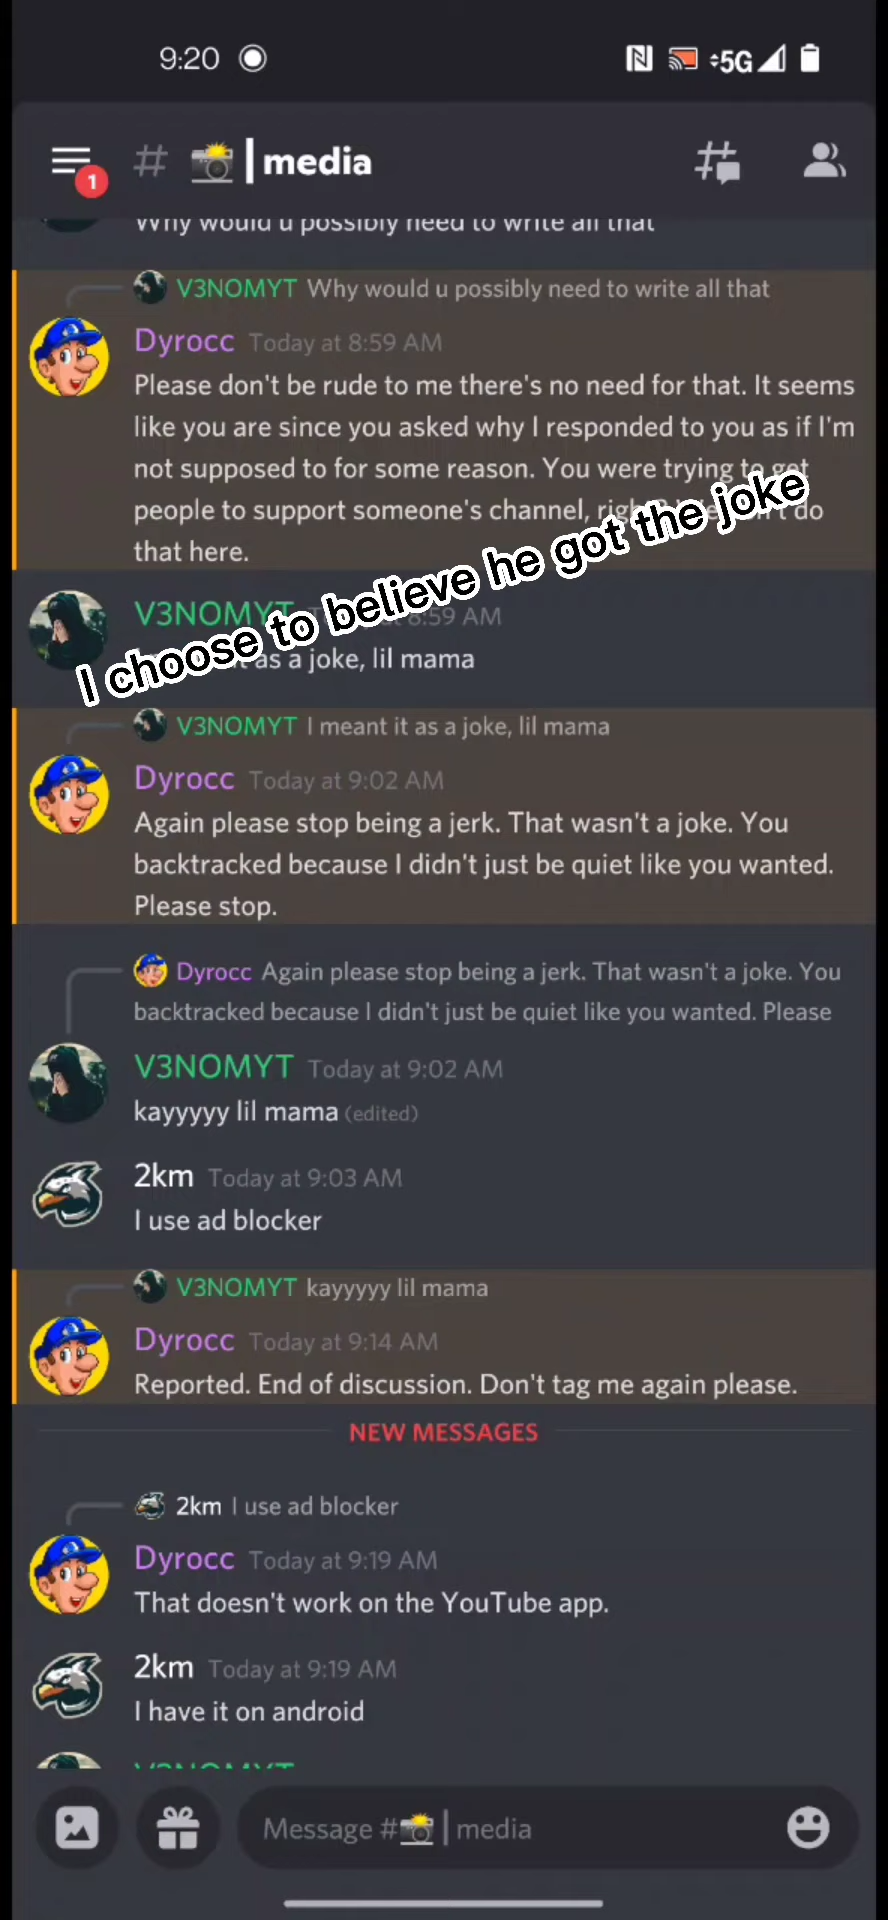 9:20
5G
1
# | media
Why would u possibly need to write all that
V3NOMYT Why would u possibly need to write all that
Dyrocc Today at 8:59 AM
Please don't be rude to me there's no need for that. It seems
like you are since you asked why I responded to you as if I'm
not supposed to for some reason. You were trying to get
people to support someone's channel, do
that here.
I choose to believe he got the joke
V3NOMYT 8:59 AM
as a joke, lil mama
V3NOMYT I meant it as a joke, lil mama
Dyrocc Today at 9:02 AM
Again please stop being a jerk. That wasn't a joke. You
backtracked because I didn't just be quiet like you wanted.
Please stop.
Dyrocc Again please stop being a jerk. That wasn't a joke. You
backtracked because I didn't just be quiet like you wanted. Please
V3NOMYT Today at 9:02 AM
kayyyyy lil mama (edited)
2km Today at 9:03 AM
I use ad blocker
V3NOMYT kayyyyy lil mama
Dyrocc Today at 9:14 AM
Reported. End of discussion. Don't tag me again please.
NEW MESSAGES
2km I use ad blocker
Dyrocc Today at 9:19 AM
That doesn't work on the YouTube app.
2km Today at 9:19 AM
I have it on android
V3NOMYT
Message # | media